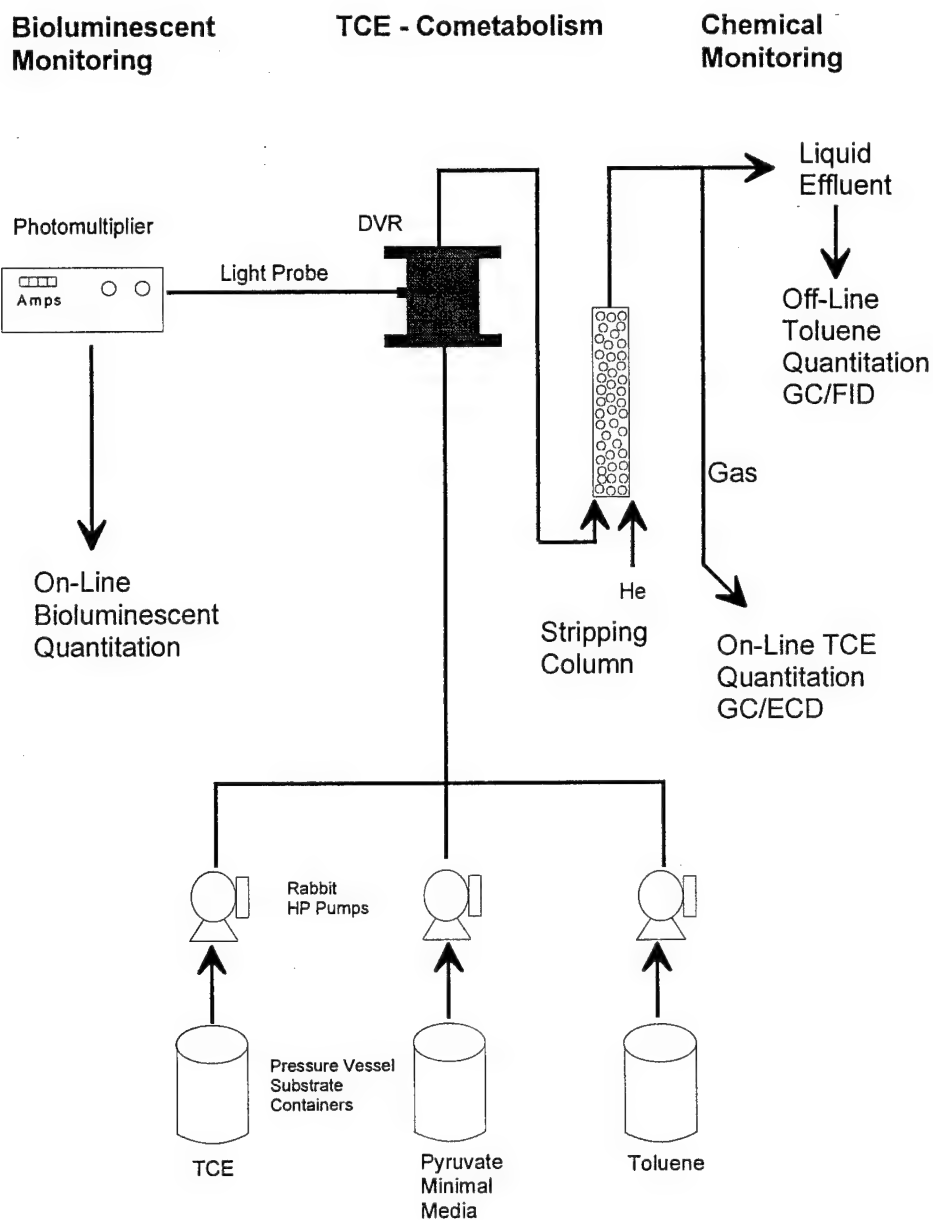 Bioluminescent
Monitoring
TCE - Cometabolism
Chemical
Monitoring
Liquid
Effluent
Photomultiplier
DVR
Light Probe
Amps
Off-Line
Toluene
Quantitation
GC/FID
Gas
On-Line
Bioluminescent
Quantitation
He
Stripping
Column
On-Line TCE
Quantitation
GC/ECD
Rabbit
HP Pumps
Pressure Vessel
Substrate
Containers
TCE
Pyruvate
Minimal
Media
Toluene